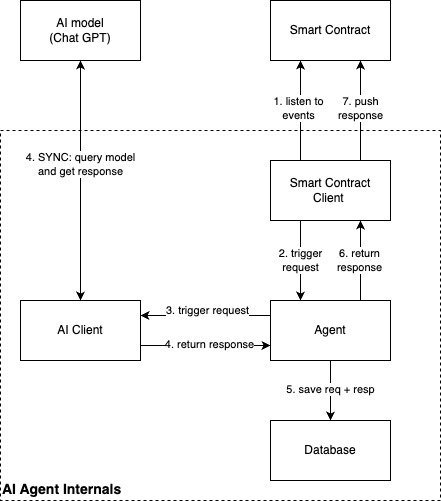 AI model
(Chat GPT)
Smart Contract
1. listen to
events
7. push
response
4. SYNC: query model
and get response
Smart Contract
Client
2. trigger
request
6. return
response
AI Client
3. trigger request
4. return response
Agent
5. save req + resp
Database
AI Agent Internals